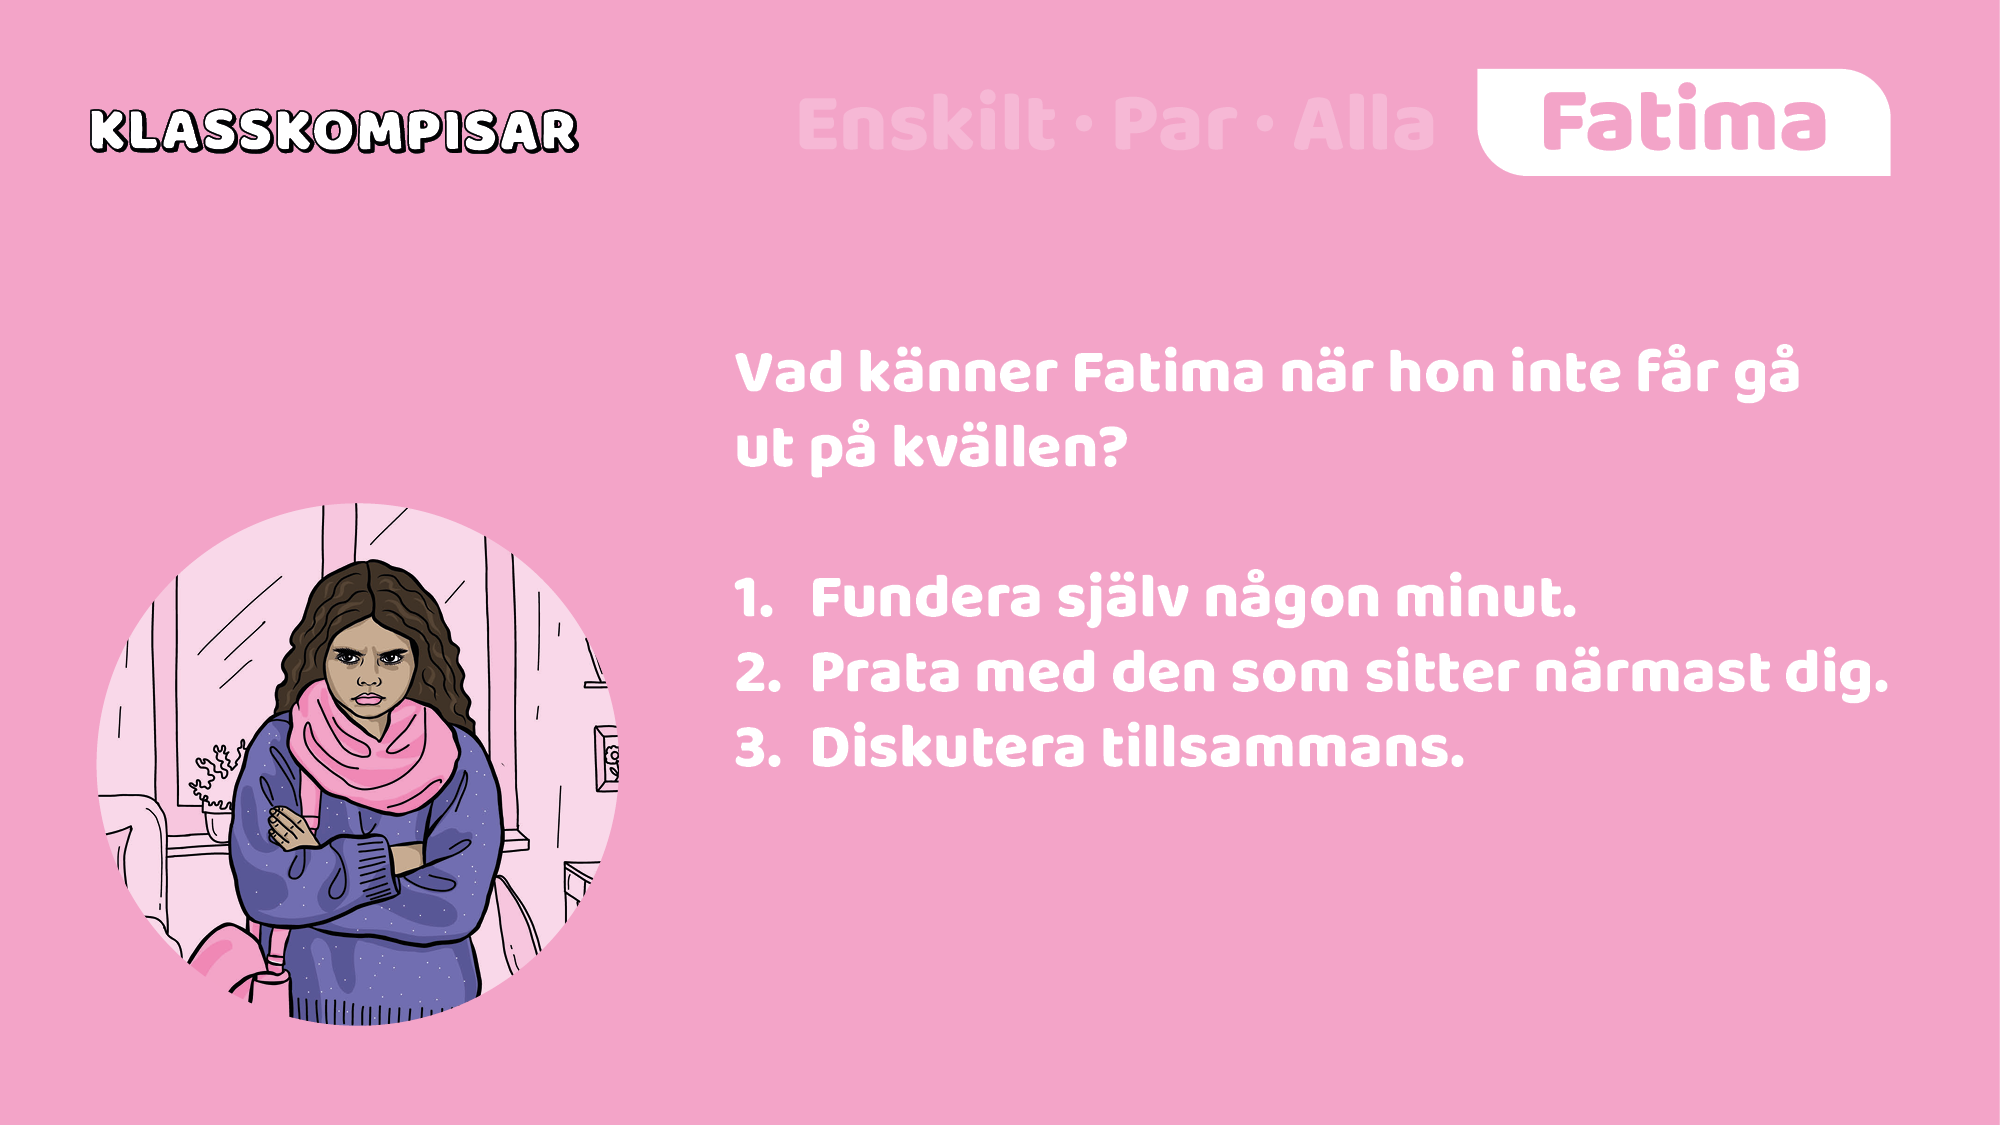 KLASSKOMPISAR
Enskilt • Par • Alla
Fatima
Vad känner Fatima när hon inte får gå
ut på kvällen?
1. Fundera själv någon minut.
2. Prata med den som sitter närmast dig.
3. Diskutera tillsammans.